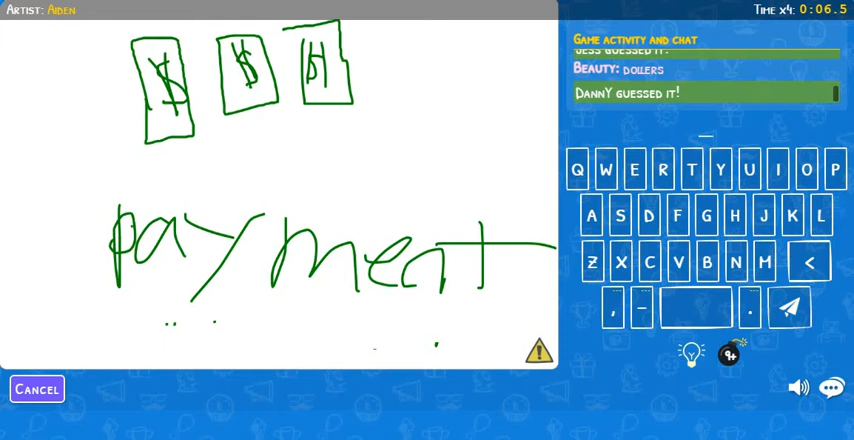 Artist: Aiden
Time x4: 0:06.5
Game activity and chat
Jess guessed it!
Beauty: dollers
DannY guessed it!
$ $ $
payment
Q W E R T Y U I O P
A S D F G H J K L
Z X C V B N M <
, - .
9+
Cancel